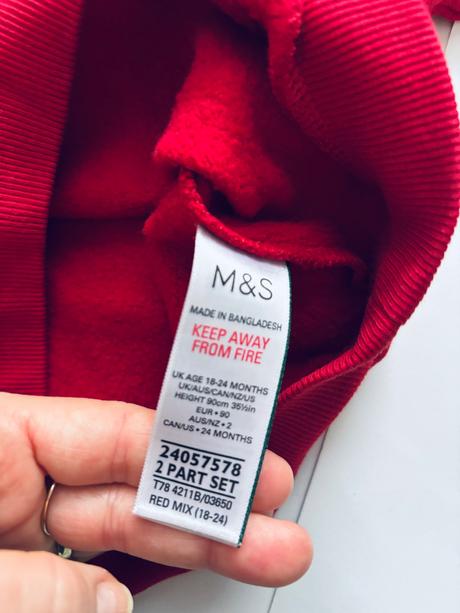 M&S
MADE IN BANGLADESH
KEEP AWAY
FROM FIRE
UK AGE 18-24 MONTHS
UK/AUS/CAN/NZ/US
HEIGHT 90cm 35½in
EUR • 90
AUS/NZ • 2
CAN/US • 24 MONTHS
24057578
2 PART SET
T78 4211B/03650
RED MIX (18-24)